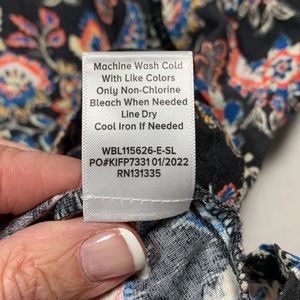 Machine Wash Cold
With Like Colors
Only Non-Chlorine
Bleach When Needed
Line Dry
Cool Iron If Needed
WBL115626-E-SL
PO#KIFP7331 01/2022
RN131335